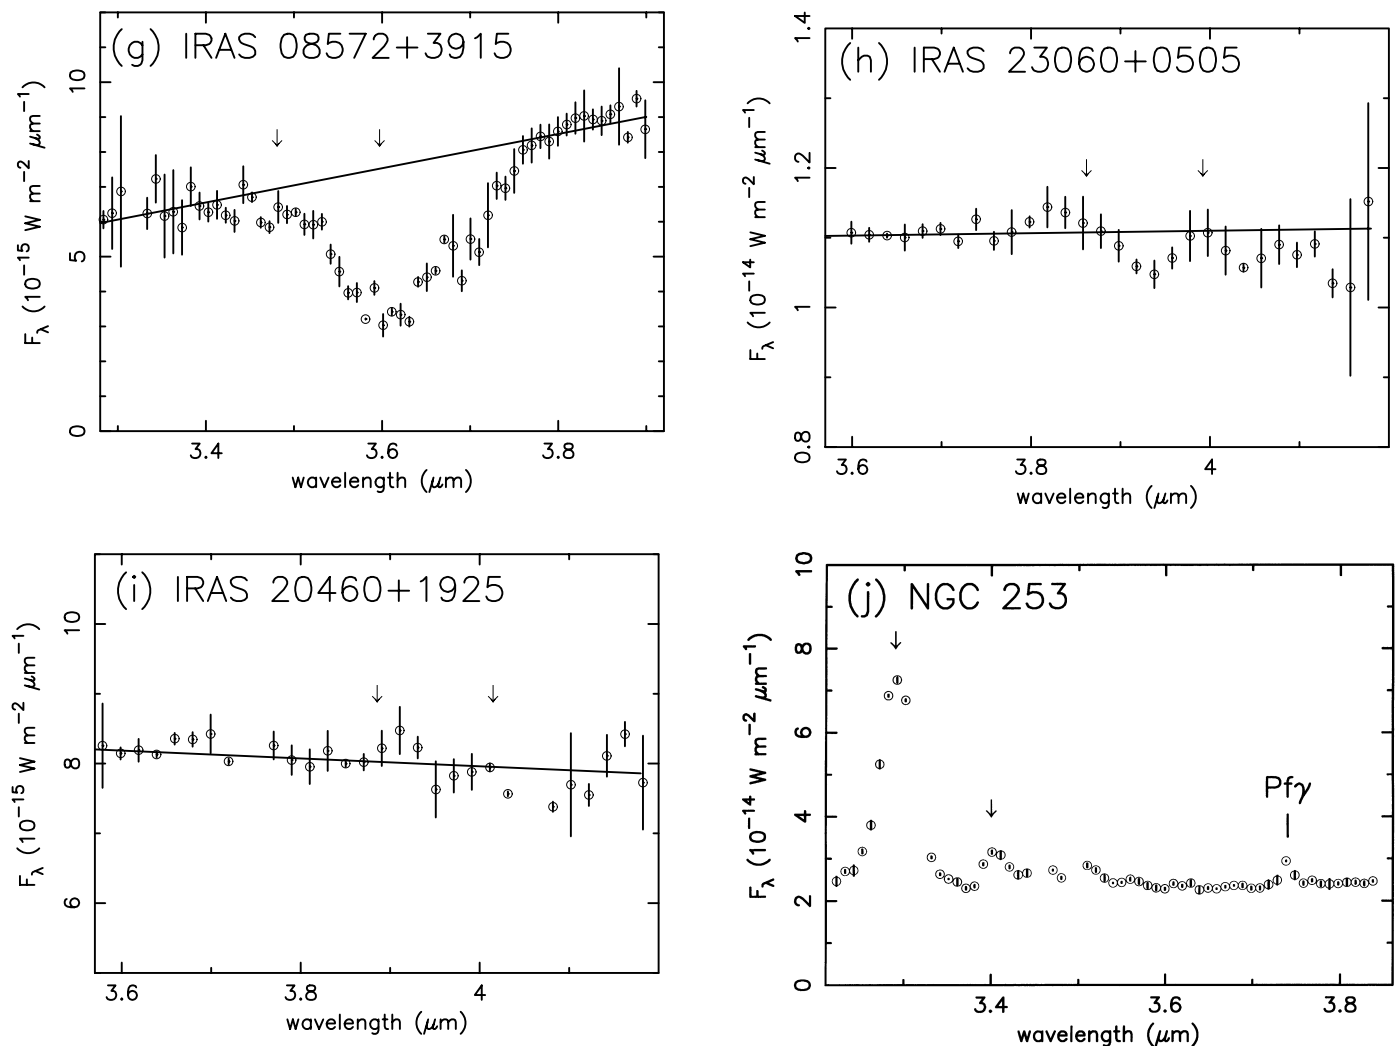 (g) IRAS 08572+3915
10
5
0
F_λ (10^−15 W m^−2 μm^−1)
3.4 3.6 3.8
wavelength (μm)
(h) IRAS 23060+0505
1.4
1.2
1
0.8
F_λ (10^−14 W m^−2 μm^−1)
3.6 3.8 4
wavelength (μm)
(i) IRAS 20460+1925
10
8
6
F_λ (10^−15 W m^−2 μm^−1)
3.6 3.8 4
wavelength (μm)
(j) NGC 253
10
8
6
4
2
0
F_λ (10^−14 W m^−2 μm^−1)
Pfγ
3.4 3.6 3.8
wavelength (μm)